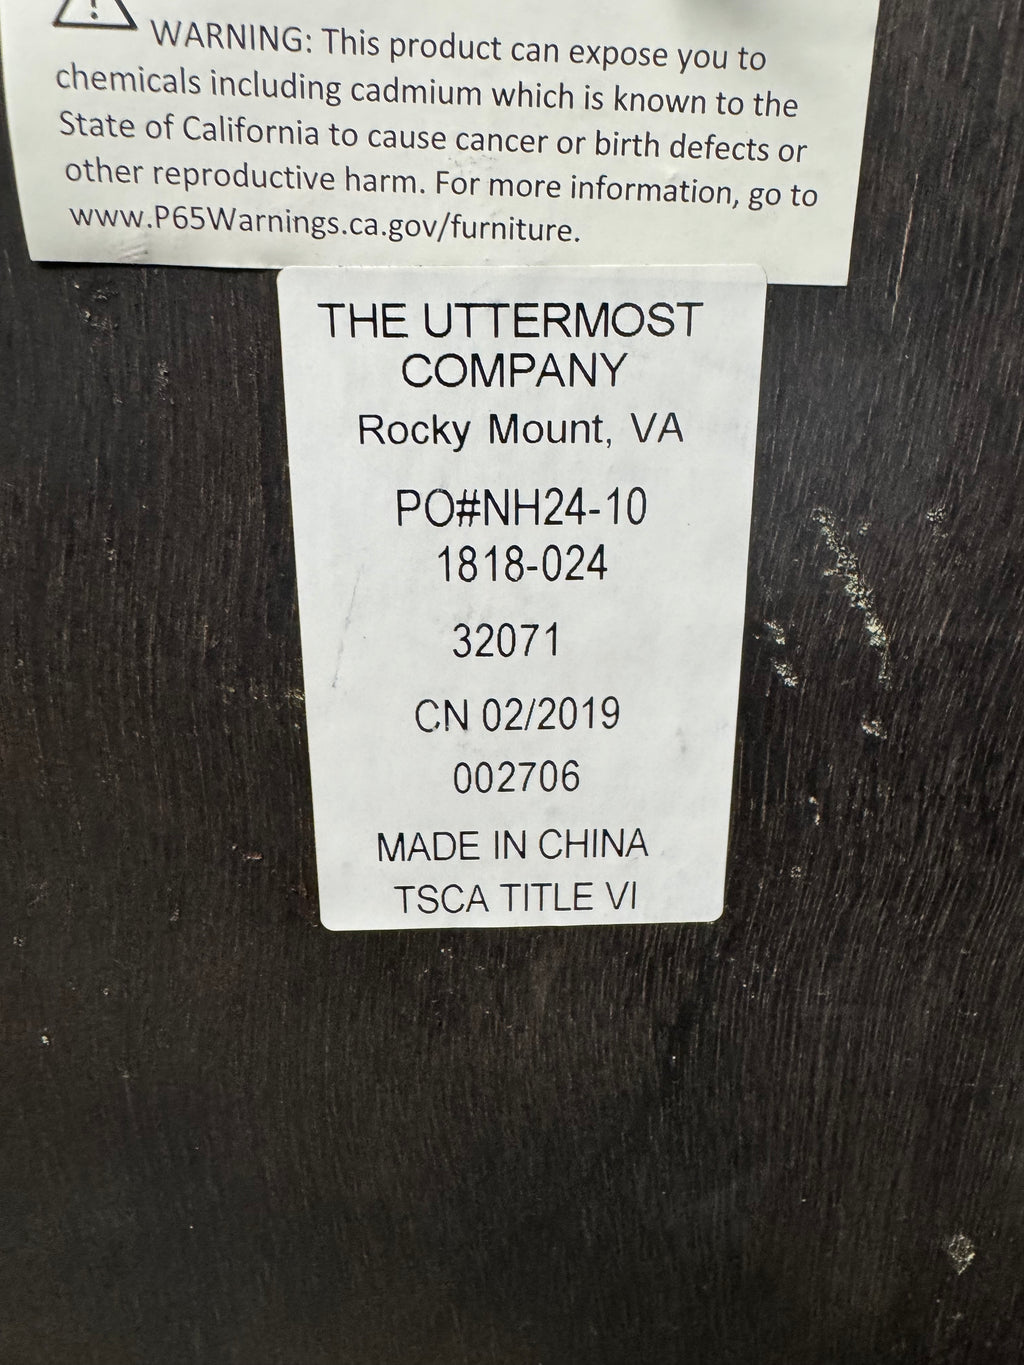 WARNING: This product can expose you to
chemicals including cadmium which is known to the
State of California to cause cancer or birth defects or
other reproductive harm. For more information, go to
www.P65Warnings.ca.gov/furniture.
THE UTTERMOST
COMPANY
Rocky Mount, VA
PO#NH24-10
1818-024
32071
CN 02/2019
002706
MADE IN CHINA
TSCA TITLE VI